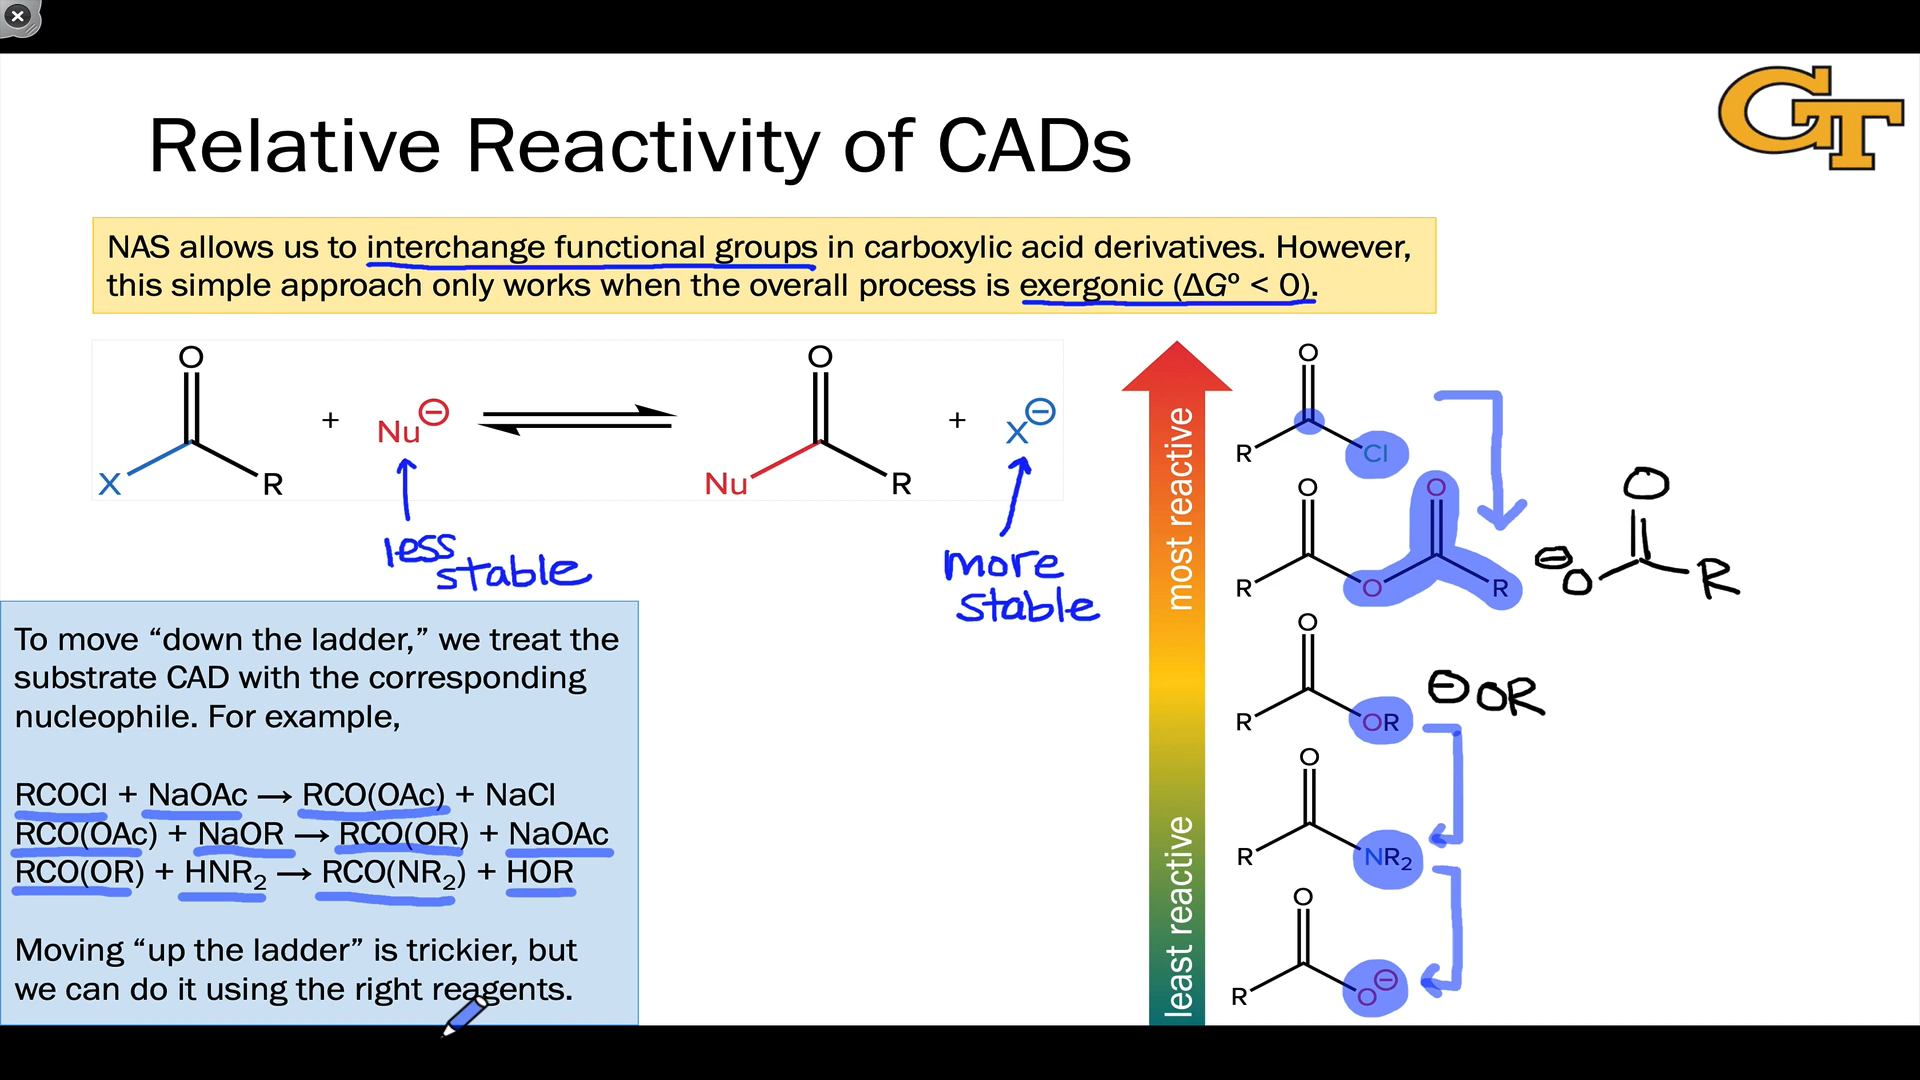 GT
Relative Reactivity of CADs
NAS allows us to interchange functional groups in carboxylic acid derivatives. However,
this simple approach only works when the overall process is exergonic (ΔG° < 0).
O
X
R
+
Nu⊖
O
Nu
R
+
X⊖
less
stable
more
stable
To move “down the ladder,” we treat the
substrate CAD with the corresponding
nucleophile. For example,
RCOCl + NaOAc → RCO(OAc) + NaCl
RCO(OAc) + NaOR → RCO(OR) + NaOAc
RCO(OR) + HNR₂ → RCO(NR₂) + HOR
Moving “up the ladder” is trickier, but
we can do it using the right reagents.
most reactive
least reactive
O
R
Cl
O
O
R
O
R
O
⊖O
R
O
R
OR
⊖OR
O
R
NR₂
O
R
O⊖